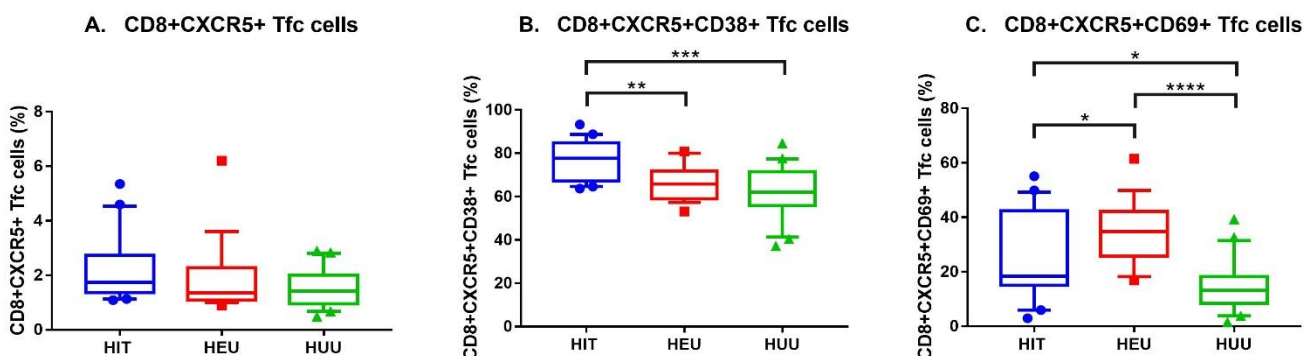 A. CD8+CXCR5+ Tfc cells
CD8+CXCR5+ Tfc cells (%)
8
6
4
2
0
HIT HEU HUU
B. CD8+CXCR5+CD38+ Tfc cells
***
**
CD8+CXCR5+CD38+ Tfc cells (%)
100
80
60
40
20
0
HIT HEU HUU
C. CD8+CXCR5+CD69+ Tfc cells
*
****
*
CD8+CXCR5+CD69+ Tfc cells (%)
80
60
40
20
0
HIT HEU HUU